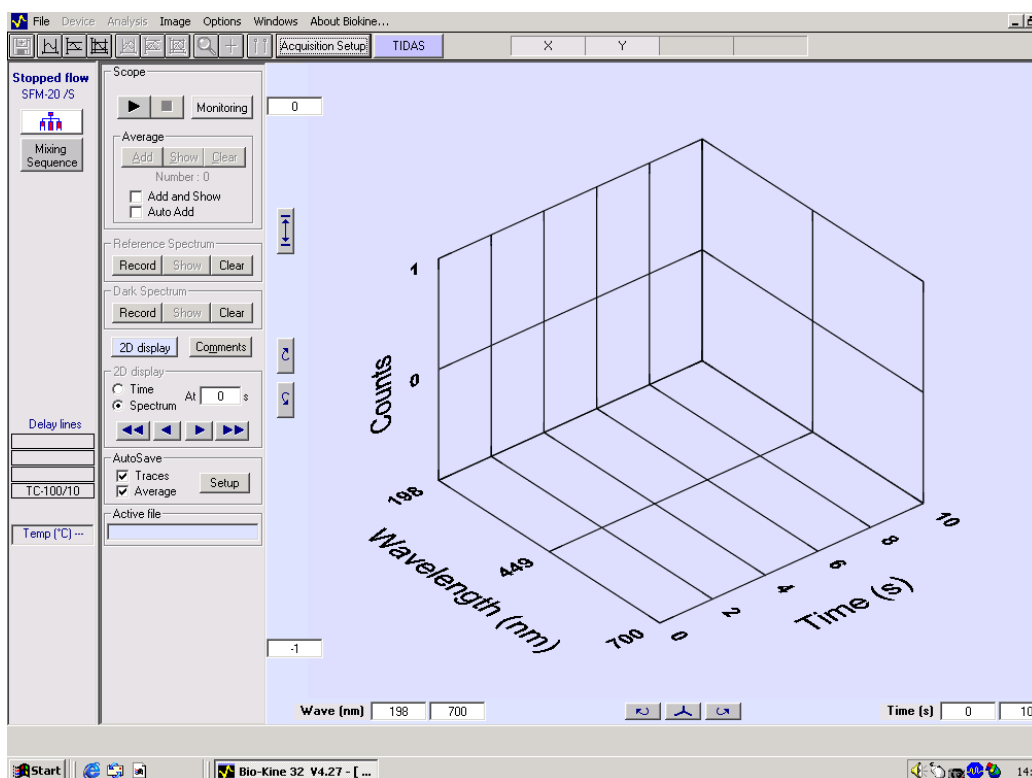 File Device Analysis Image Options Windows About Biokine...
Acquisition Setup TIDAS X Y
Stopped flow
SFM-20 /S
Mixing
Sequence
Delay lines
TC-100/10
Temp (°C) ---
Scope
Monitoring
Average
Add Show Clear
Number : 0
Add and Show
Auto Add
Reference Spectrum
Record Show Clear
Dark Spectrum
Record Show Clear
2D display Comments
2D display
Time
Spectrum
At 0 s
AutoSave
Traces
Average
Setup
Active file
0
-1
1
0
Counts
198
449
700
Wavelength (nm)
0
2
4
6
8
10
Time (s)
Wave (nm) 198 700
Time (s) 0 10
Start Bio-Kine 32 V4.27 - [ ...